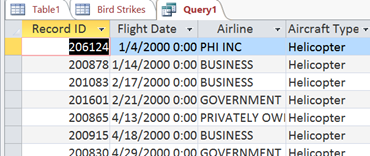 Table1 Bird Strikes Query1
Record ID Flight Date Airline Aircraft Type
206124 1/4/2000 0:00 PHI INC Helicopter
200878 1/14/2000 0:00 BUSINESS Helicopter
201083 2/17/2000 0:00 BUSINESS Helicopter
201601 2/21/2000 0:00 GOVERNMENT Helicopter
200865 4/13/2000 0:00 PRIVATELY OWN Helicopter
200915 4/18/2000 0:00 BUSINESS Helicopter
200830 4/29/2000 0:00 GOVERNMENT Helicopter